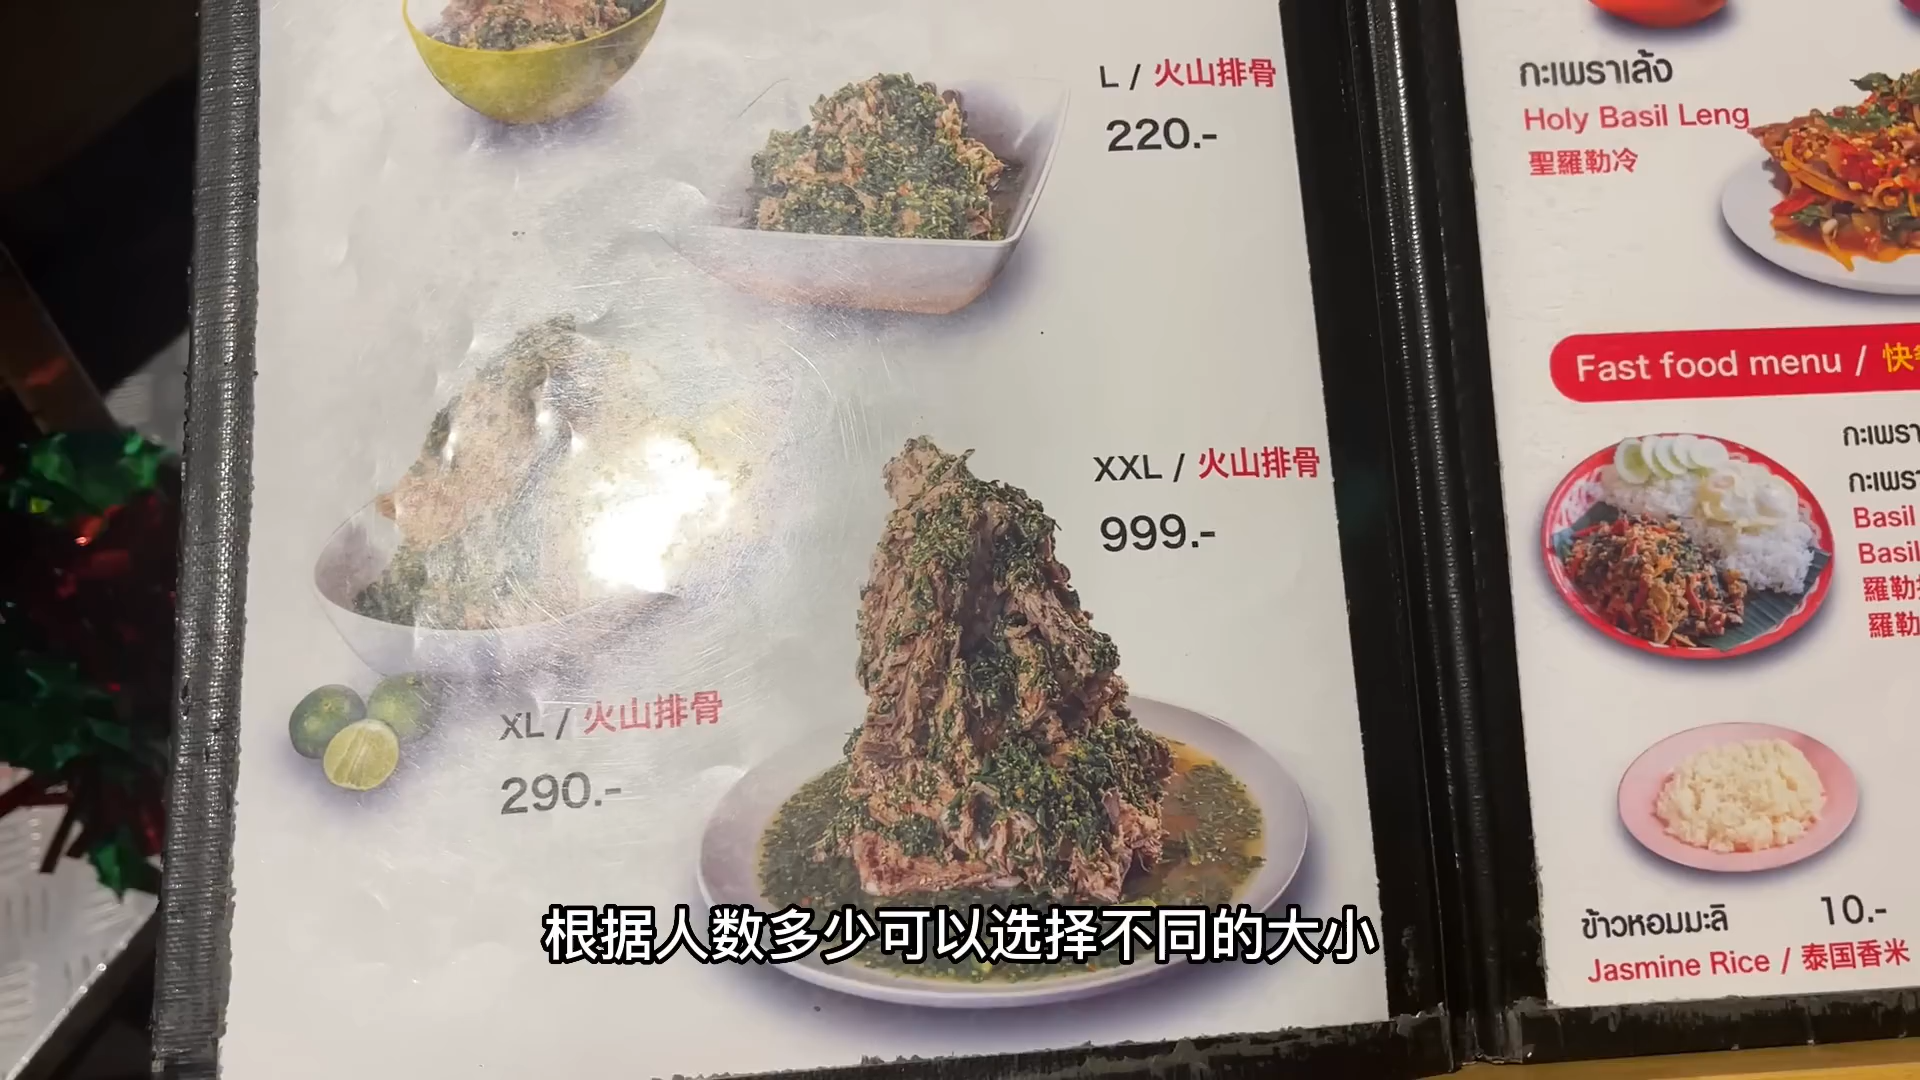 L / 火山排骨
220.-
XXL / 火山排骨
999.-
XL / 火山排骨
290.-
กะเพราเล้ง
Holy Basil Leng
聖羅勒冷
Fast food menu / 快
กะเพรา
กะเพรา
Basil
Basil
羅勒
羅勒
ข้าวหอมมะลิ 10.-
Jasmine Rice / 泰国香米
根据人数多少可以选择不同的大小